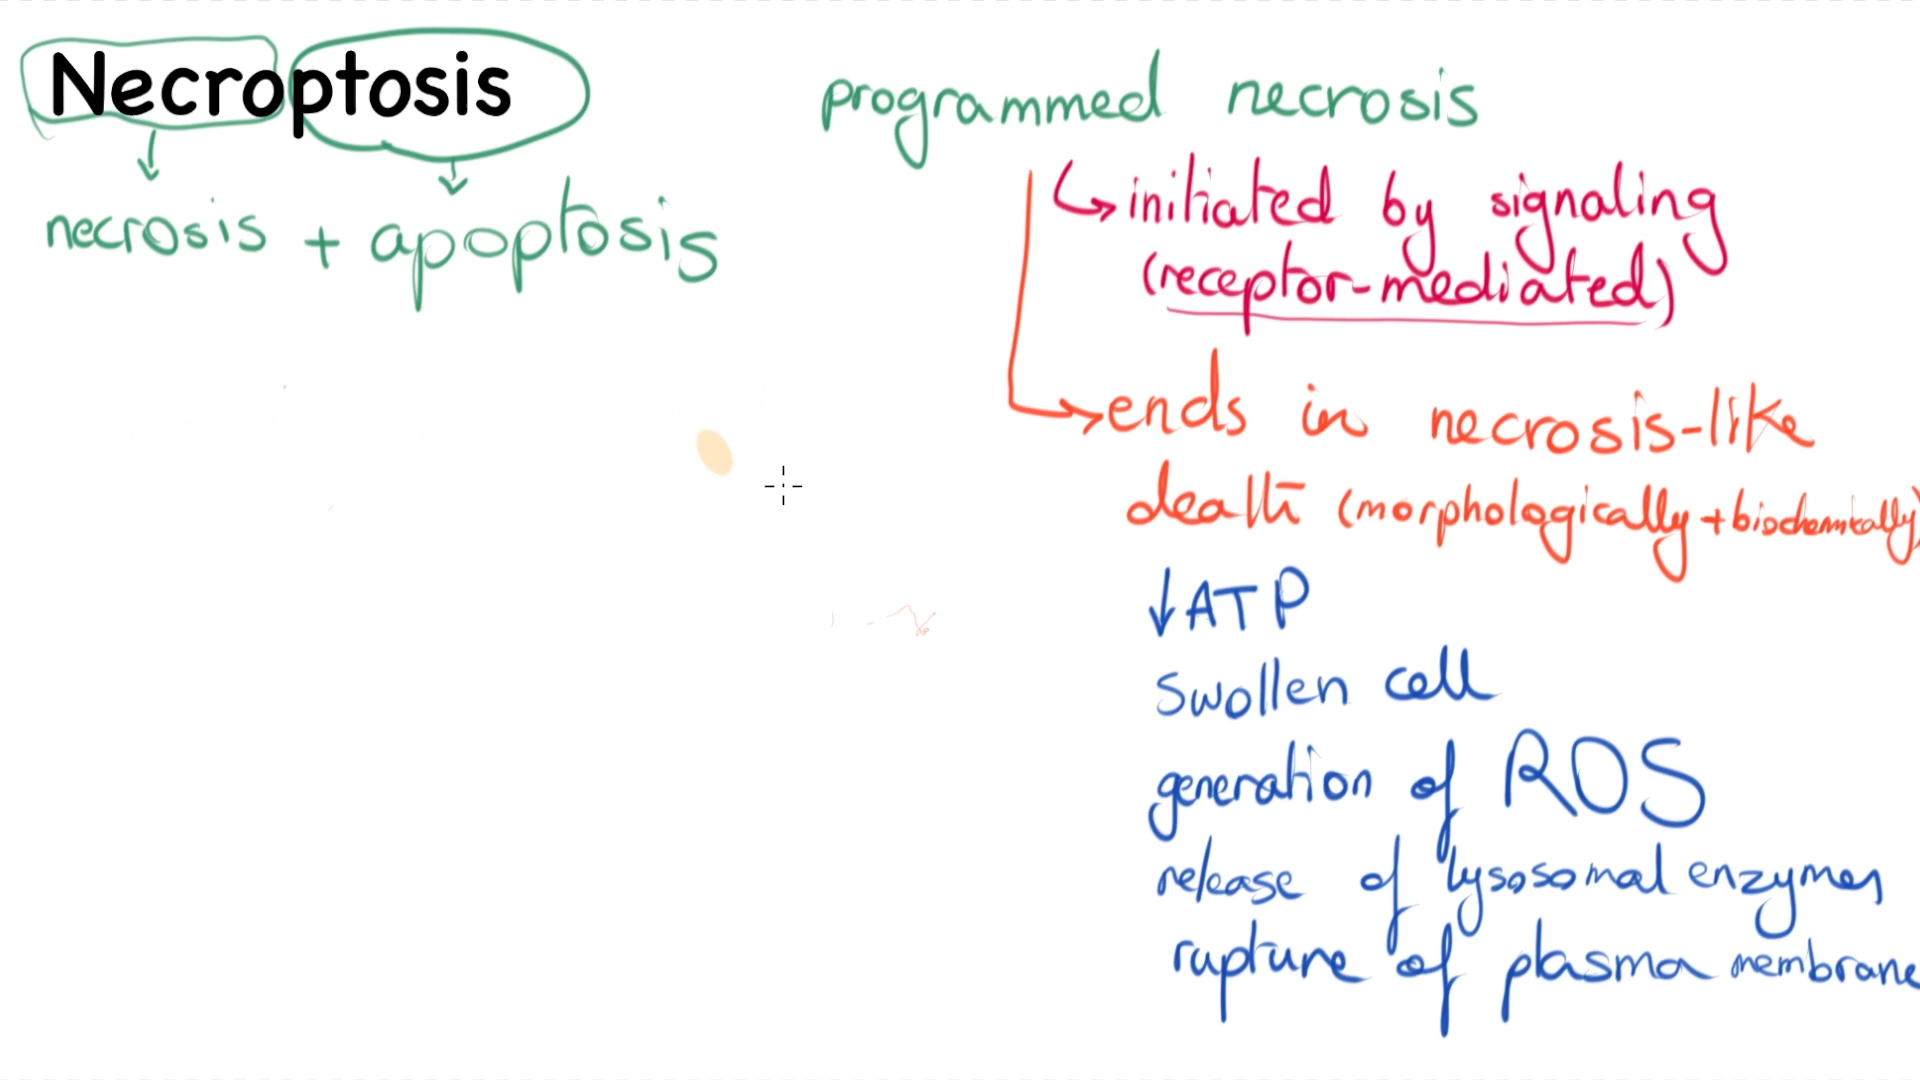 Necroptosis
necrosis + apoptosis
programmed necrosis
initiated by signaling
(receptor-mediated)
ends in necrosis-like
death (morphologically + biochemically)
↓ATP
swollen cell
generation of ROS
release of lysosomal enzymes
rupture of plasma membrane